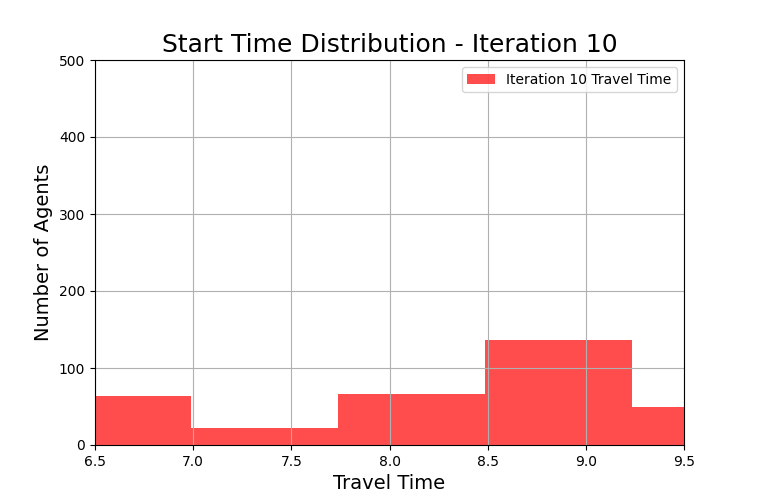 Start Time Distribution - Iteration 10
Iteration 10 Travel Time
500
400
300
200
100
0
Number of Agents
6.5 7.0 7.5 8.0 8.5 9.0 9.5
Travel Time